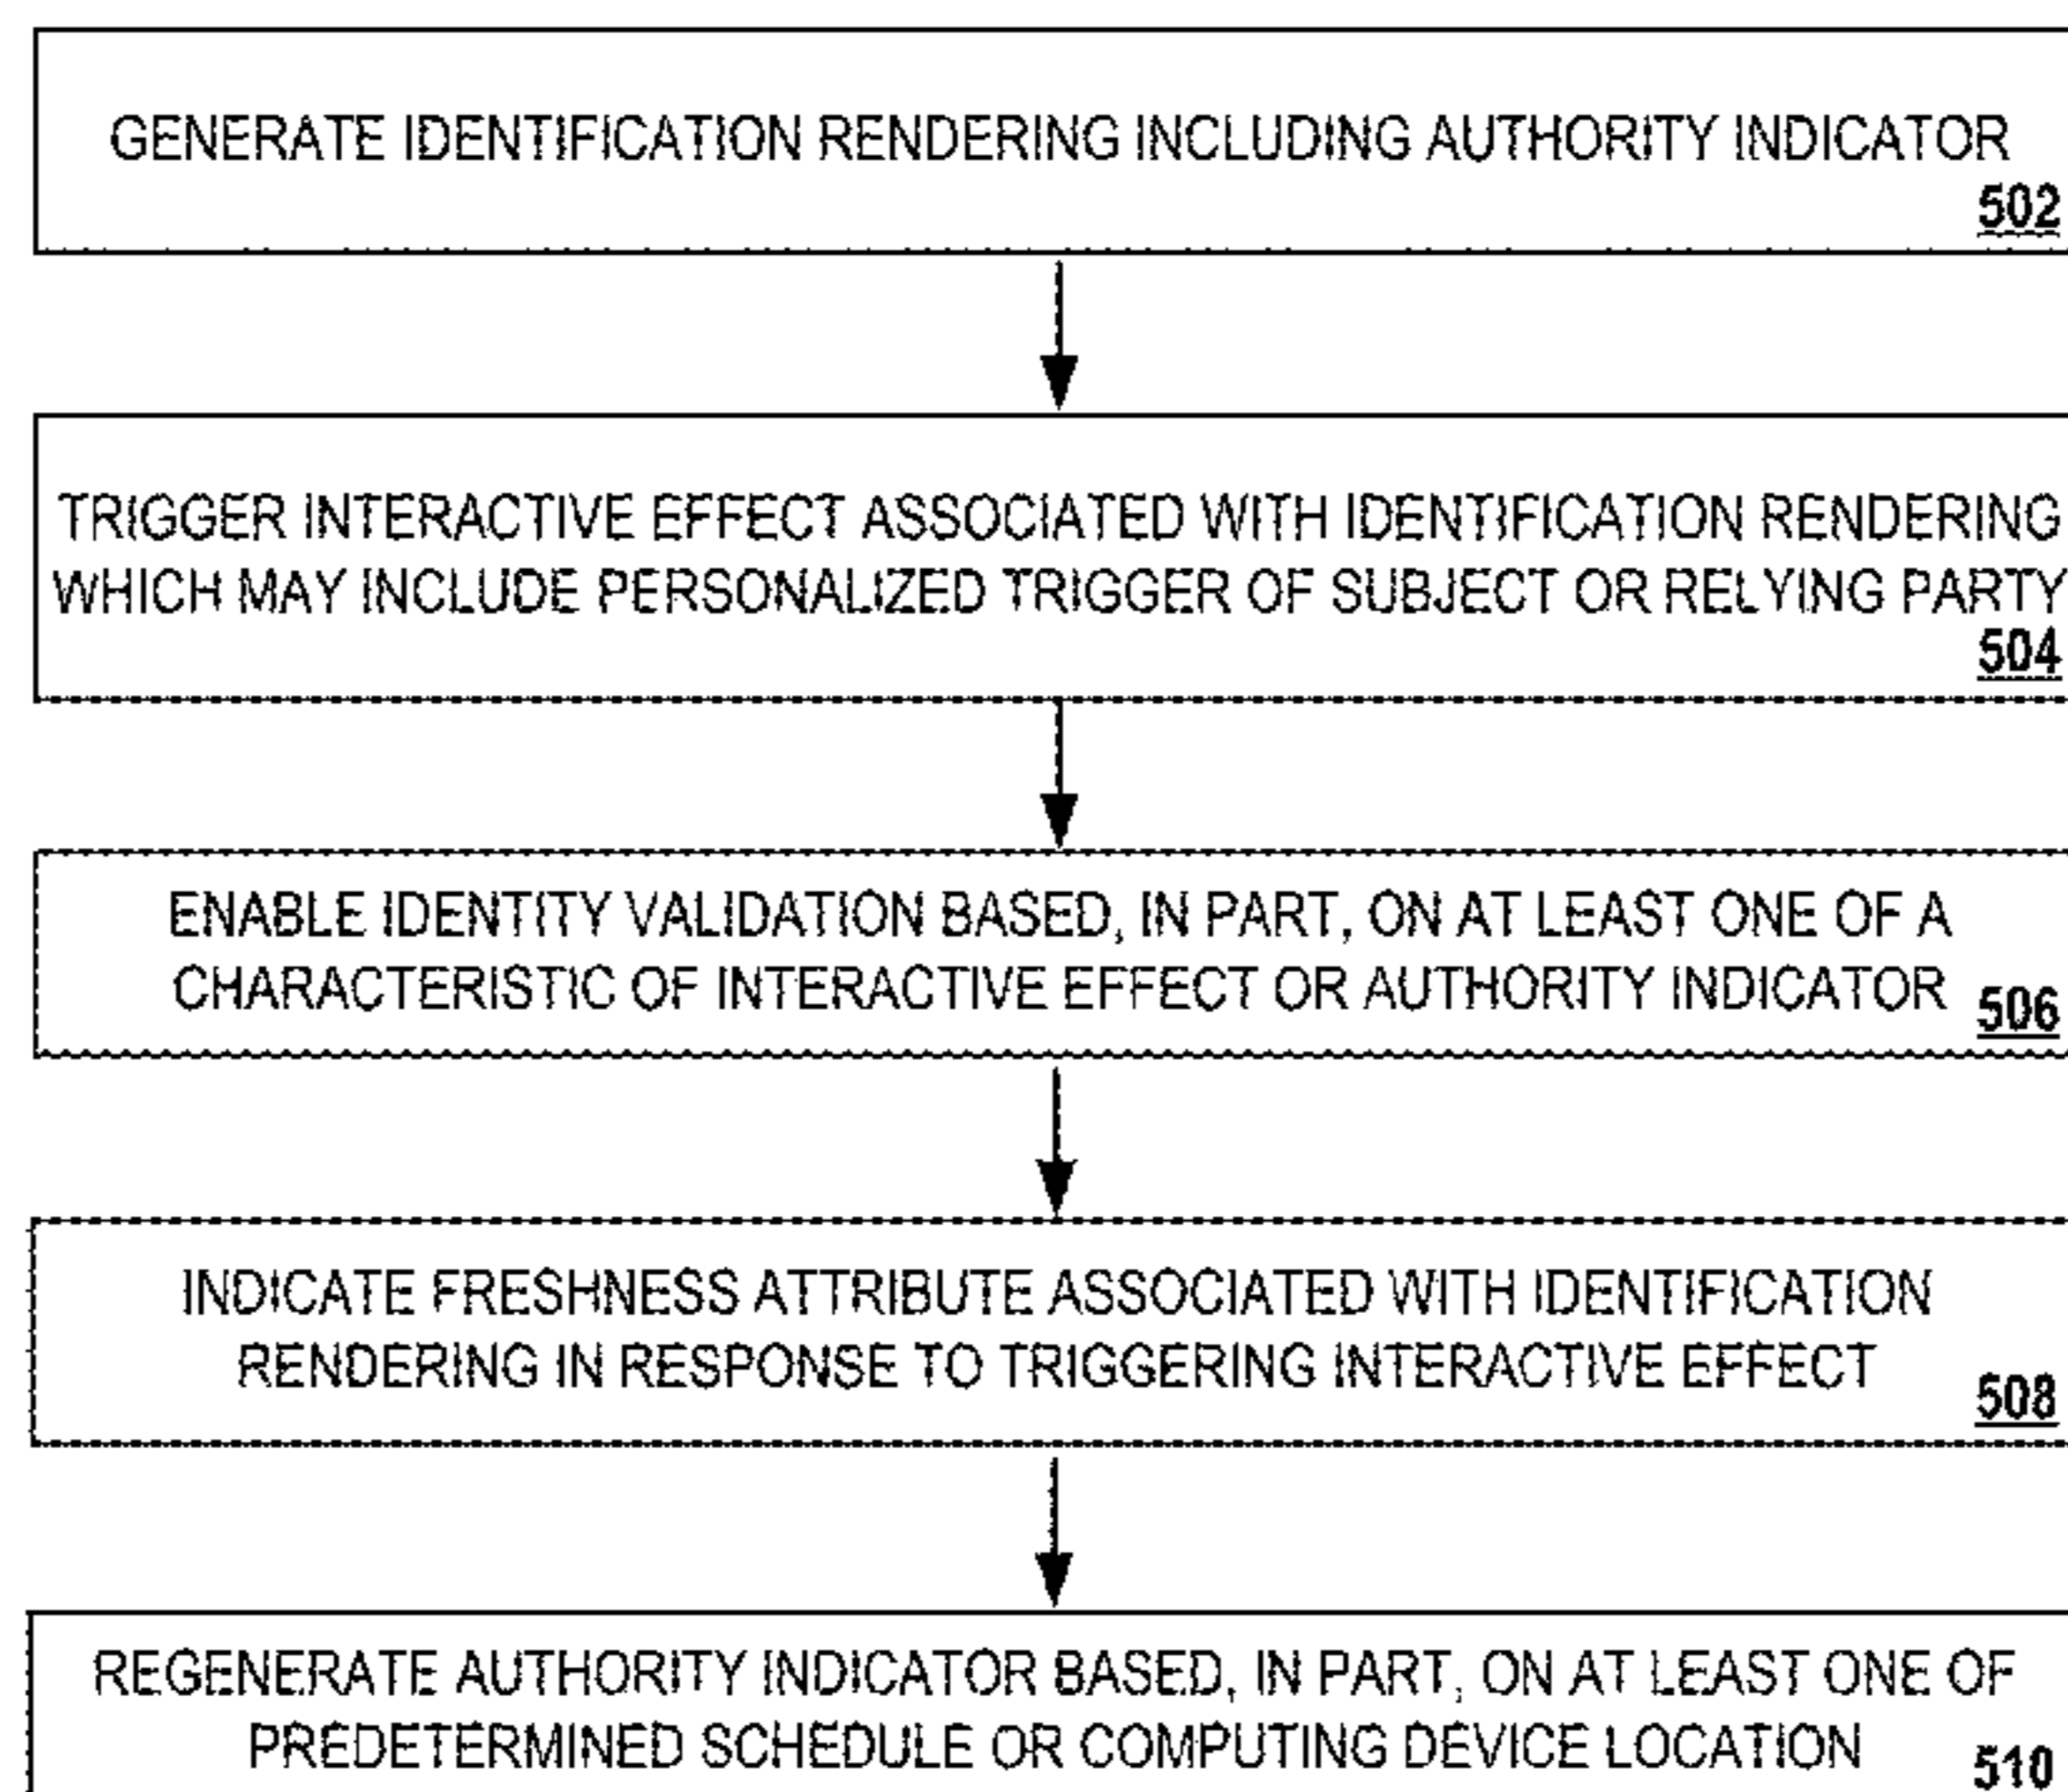 GENERATE IDENTIFICATION RENDERING INCLUDING AUTHORITY INDICATOR
502
TRIGGER INTERACTIVE EFFECT ASSOCIATED WITH IDENTIFICATION RENDERING
WHICH MAY INCLUDE PERSONALIZED TRIGGER OF SUBJECT OR RELYING PARTY
504
ENABLE IDENTITY VALIDATION BASED, IN PART, ON AT LEAST ONE OF A
CHARACTERISTIC OF INTERACTIVE EFFECT OR AUTHORITY INDICATOR
506
INDICATE FRESHNESS ATTRIBUTE ASSOCIATED WITH IDENTIFICATION
RENDERING IN RESPONSE TO TRIGGERING INTERACTIVE EFFECT
508
REGENERATE AUTHORITY INDICATOR BASED, IN PART, ON AT LEAST ONE OF
PREDETERMINED SCHEDULE OR COMPUTING DEVICE LOCATION
510